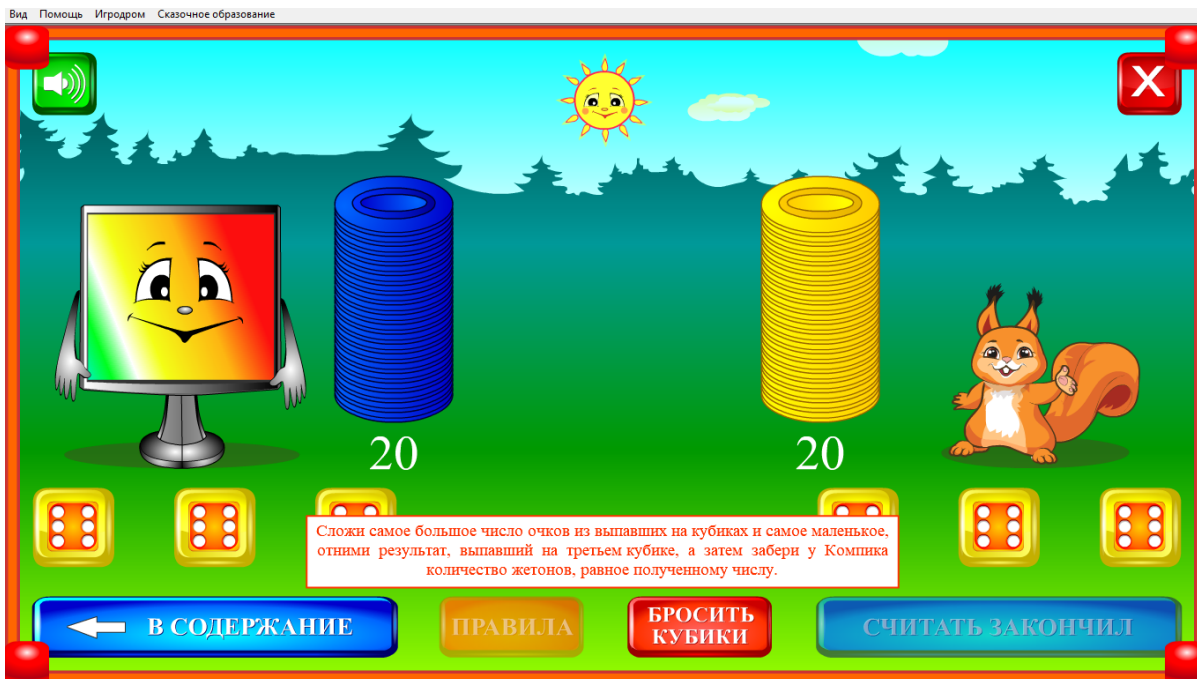 Вид Помощь Игродром Сказочное образование
X
20
20
Сложи самое большое число очков из выпавших на кубиках и самое маленькое,
отними результат, выпавший на третьем кубике, а затем забери у Компика
количество жетонов, равное полученному числу.
В СОДЕРЖАНИЕ
ПРАВИЛА
БРОСИТЬ
КУБИКИ
СЧИТАТЬ ЗАКОНЧИЛ